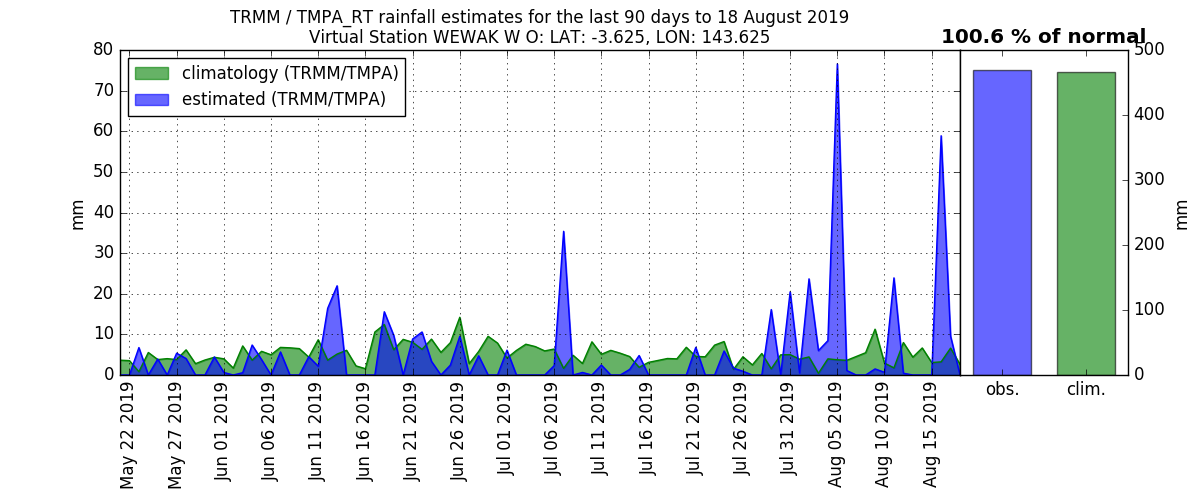 TRMM / TMPA_RT rainfall estimates for the last 90 days to 18 August 2019
Virtual Station WEWAK W O: LAT: -3.625, LON: 143.625
100.6 % of normal
climatology (TRMM/TMPA)
estimated (TRMM/TMPA)
80
70
60
50
40
30
20
10
0
mm
May 22 2019
May 27 2019
Jun 01 2019
Jun 06 2019
Jun 11 2019
Jun 16 2019
Jun 21 2019
Jun 26 2019
Jul 01 2019
Jul 06 2019
Jul 11 2019
Jul 16 2019
Jul 21 2019
Jul 26 2019
Jul 31 2019
Aug 05 2019
Aug 10 2019
Aug 15 2019
obs.
clim.
500
400
300
200
100
0
mm